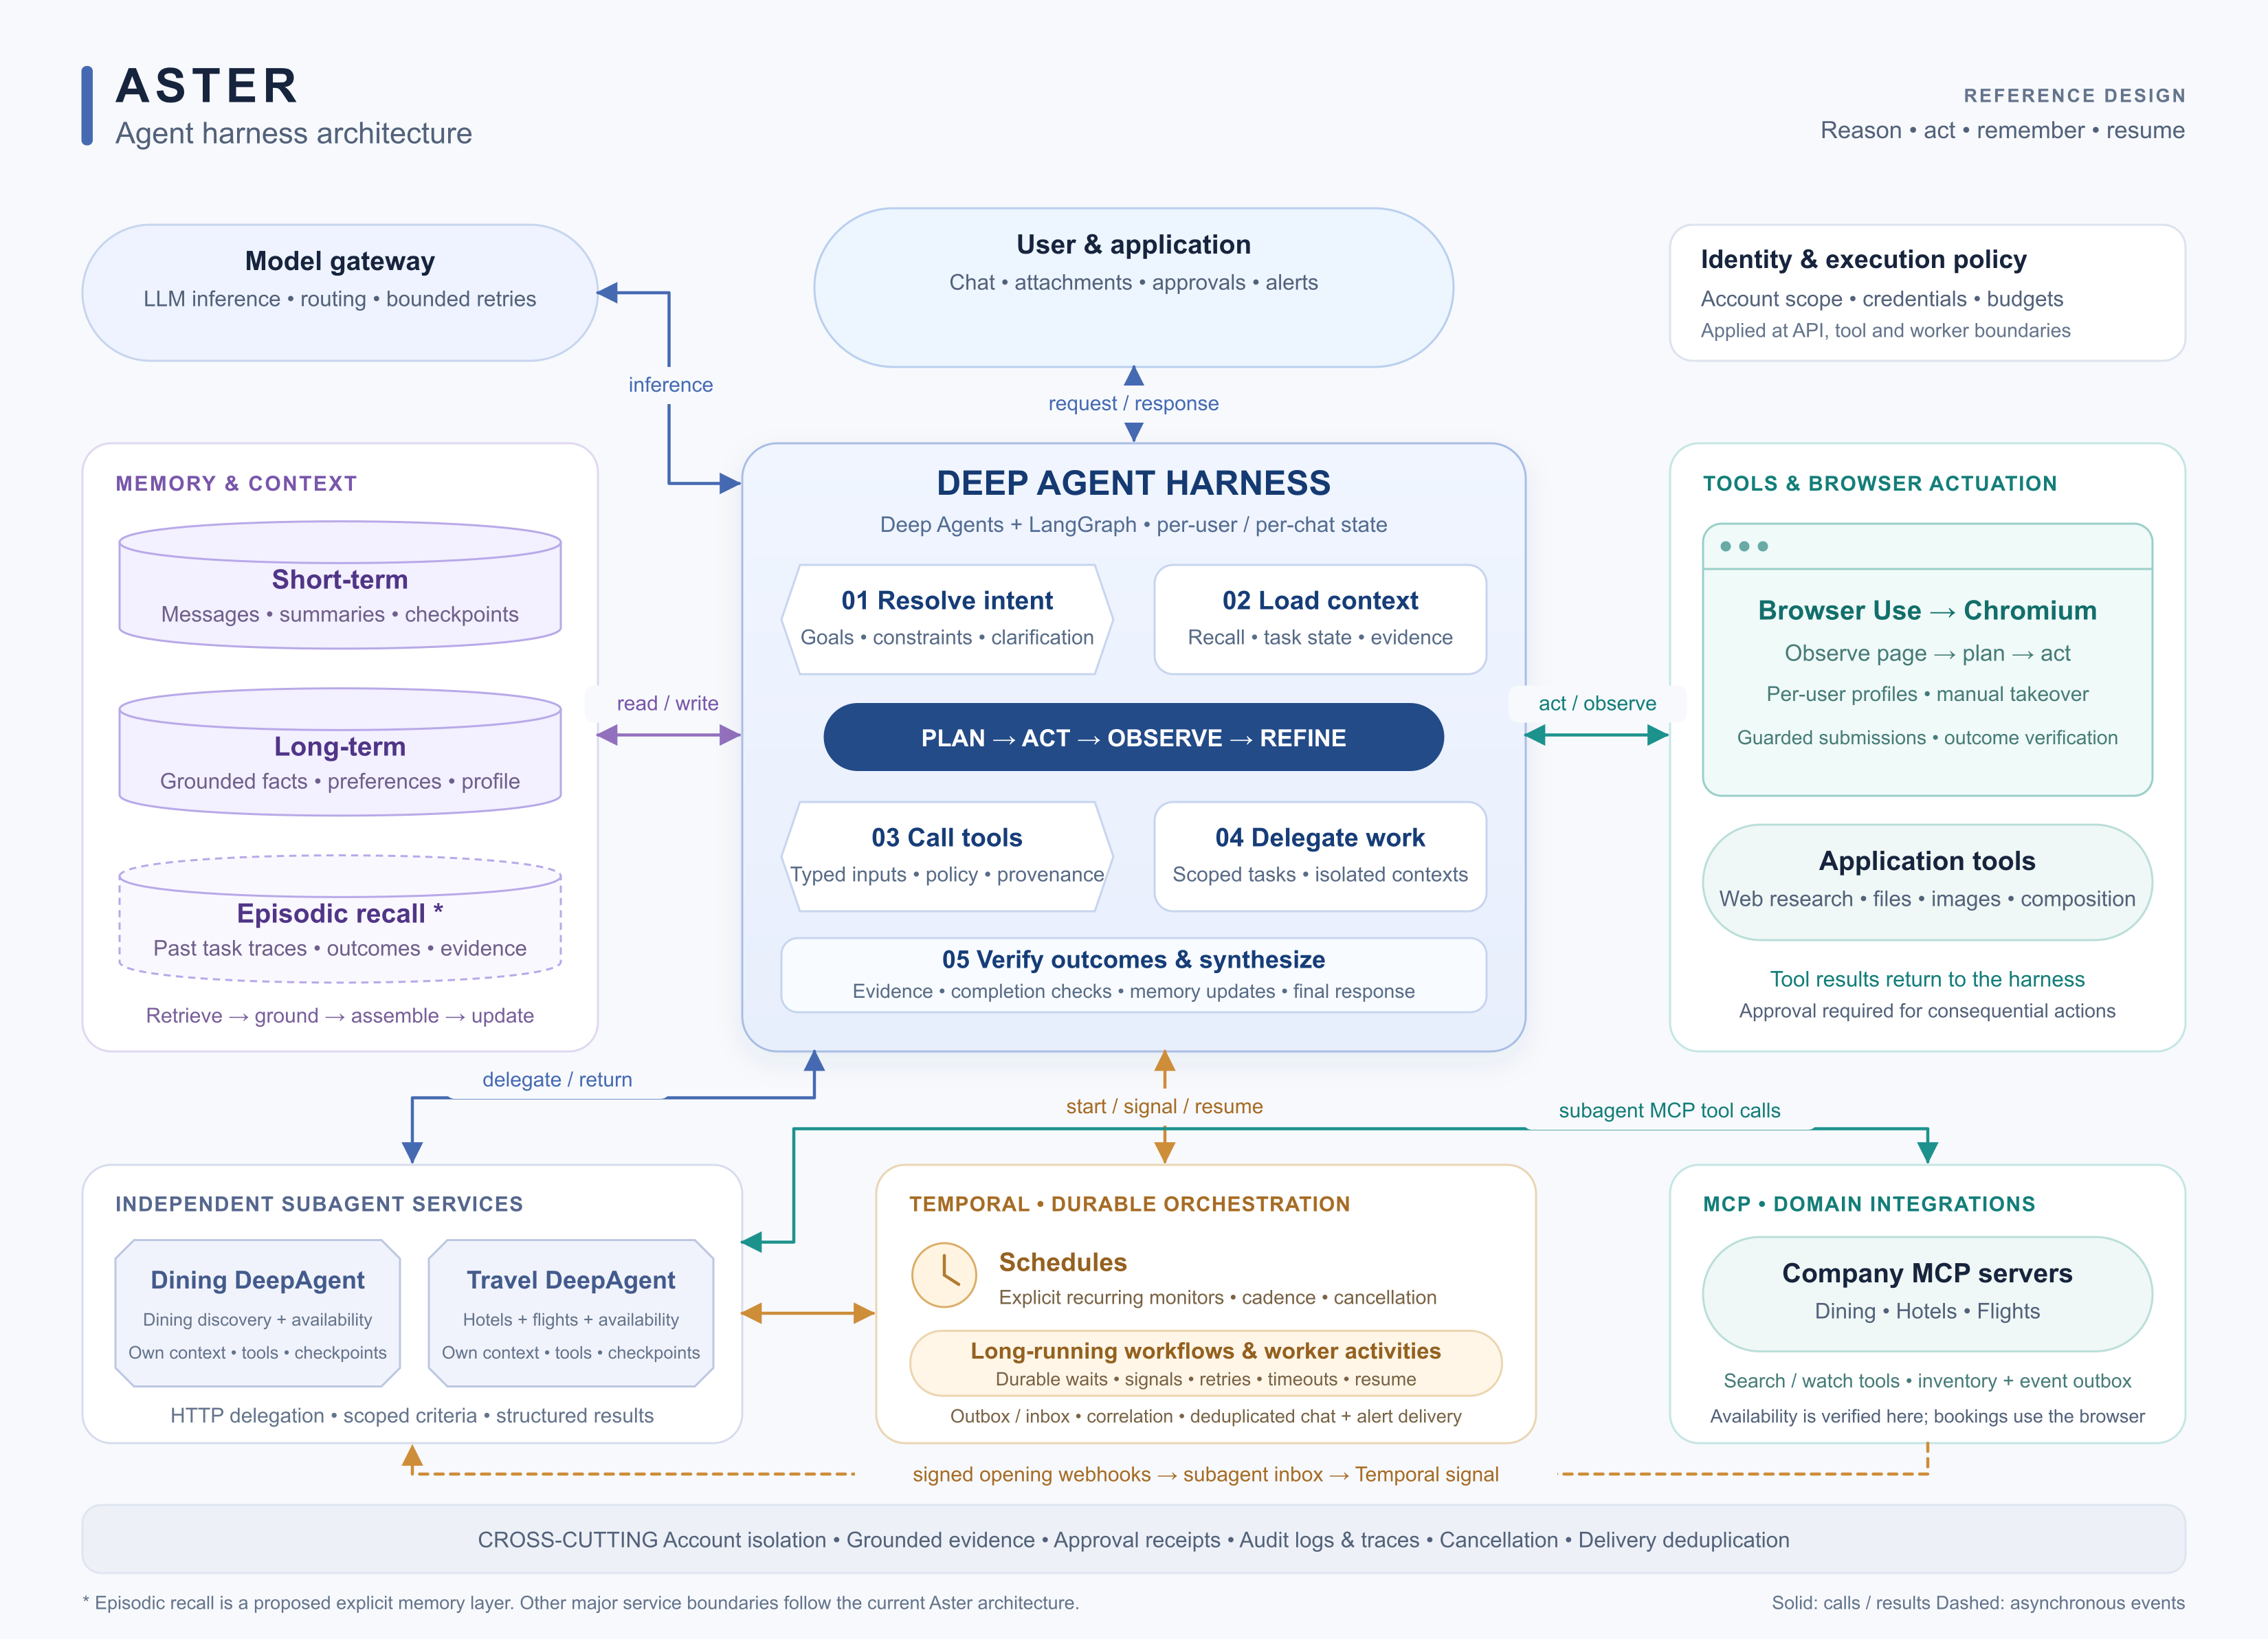 ASTER
Agent harness architecture
REFERENCE DESIGN
Reason • act • remember • resume
Model gateway
LLM inference • routing • bounded retries
User & application
Chat • attachments • approvals • alerts
Identity & execution policy
Account scope • credentials • budgets
Applied at API, tool and worker boundaries
inference
request / response
MEMORY & CONTEXT
Short-term
Messages • summaries • checkpoints
Long-term
Grounded facts • preferences • profile
Episodic recall *
Past task traces • outcomes • evidence
Retrieve → ground → assemble → update
read / write
DEEP AGENT HARNESS
Deep Agents + LangGraph • per-user / per-chat state
01 Resolve intent
Goals • constraints • clarification
02 Load context
Recall • task state • evidence
PLAN → ACT → OBSERVE → REFINE
03 Call tools
Typed inputs • policy • provenance
04 Delegate work
Scoped tasks • isolated contexts
05 Verify outcomes & synthesize
Evidence • completion checks • memory updates • final response
act / observe
TOOLS & BROWSER ACTUATION
Browser Use → Chromium
Observe page → plan → act
Per-user profiles • manual takeover
Guarded submissions • outcome verification
Application tools
Web research • files • images • composition
Tool results return to the harness
Approval required for consequential actions
delegate / return
start / signal / resume
subagent MCP tool calls
INDEPENDENT SUBAGENT SERVICES
Dining DeepAgent
Dining discovery + availability
Own context • tools • checkpoints
Travel DeepAgent
Hotels + flights + availability
Own context • tools • checkpoints
HTTP delegation • scoped criteria • structured results
TEMPORAL • DURABLE ORCHESTRATION
Schedules
Explicit recurring monitors • cadence • cancellation
Long-running workflows & worker activities
Durable waits • signals • retries • timeouts • resume
Outbox / inbox • correlation • deduplicated chat + alert delivery
MCP • DOMAIN INTEGRATIONS
Company MCP servers
Dining • Hotels • Flights
Search / watch tools • inventory + event outbox
Availability is verified here; bookings use the browser
signed opening webhooks → subagent inbox → Temporal signal
CROSS-CUTTING Account isolation • Grounded evidence • Approval receipts • Audit logs & traces • Cancellation • Delivery deduplication
* Episodic recall is a proposed explicit memory layer. Other major service boundaries follow the current Aster architecture.
Solid: calls / results Dashed: asynchronous events